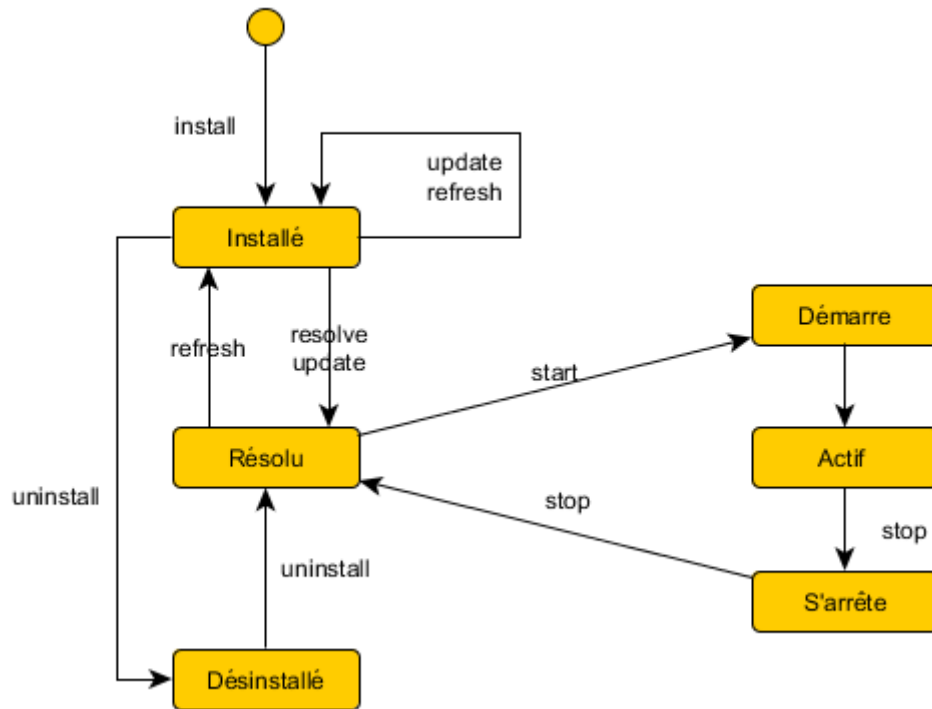 install
update
refresh
Installé
Démarre
refresh
resolve
update
start
Résolu
Actif
uninstall
stop
stop
uninstall
S'arrête
Désinstallé